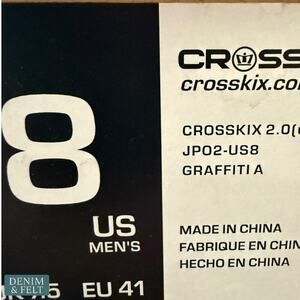 CROSS
crosskix.co
8
US
MEN'S
CROSSKIX 2.0(
JP02-US8
GRAFFITI A
MADE IN CHINA
FABRIQUE EN CHIN
HECHO EN CHINA
DENIM
& FELT
EU 41